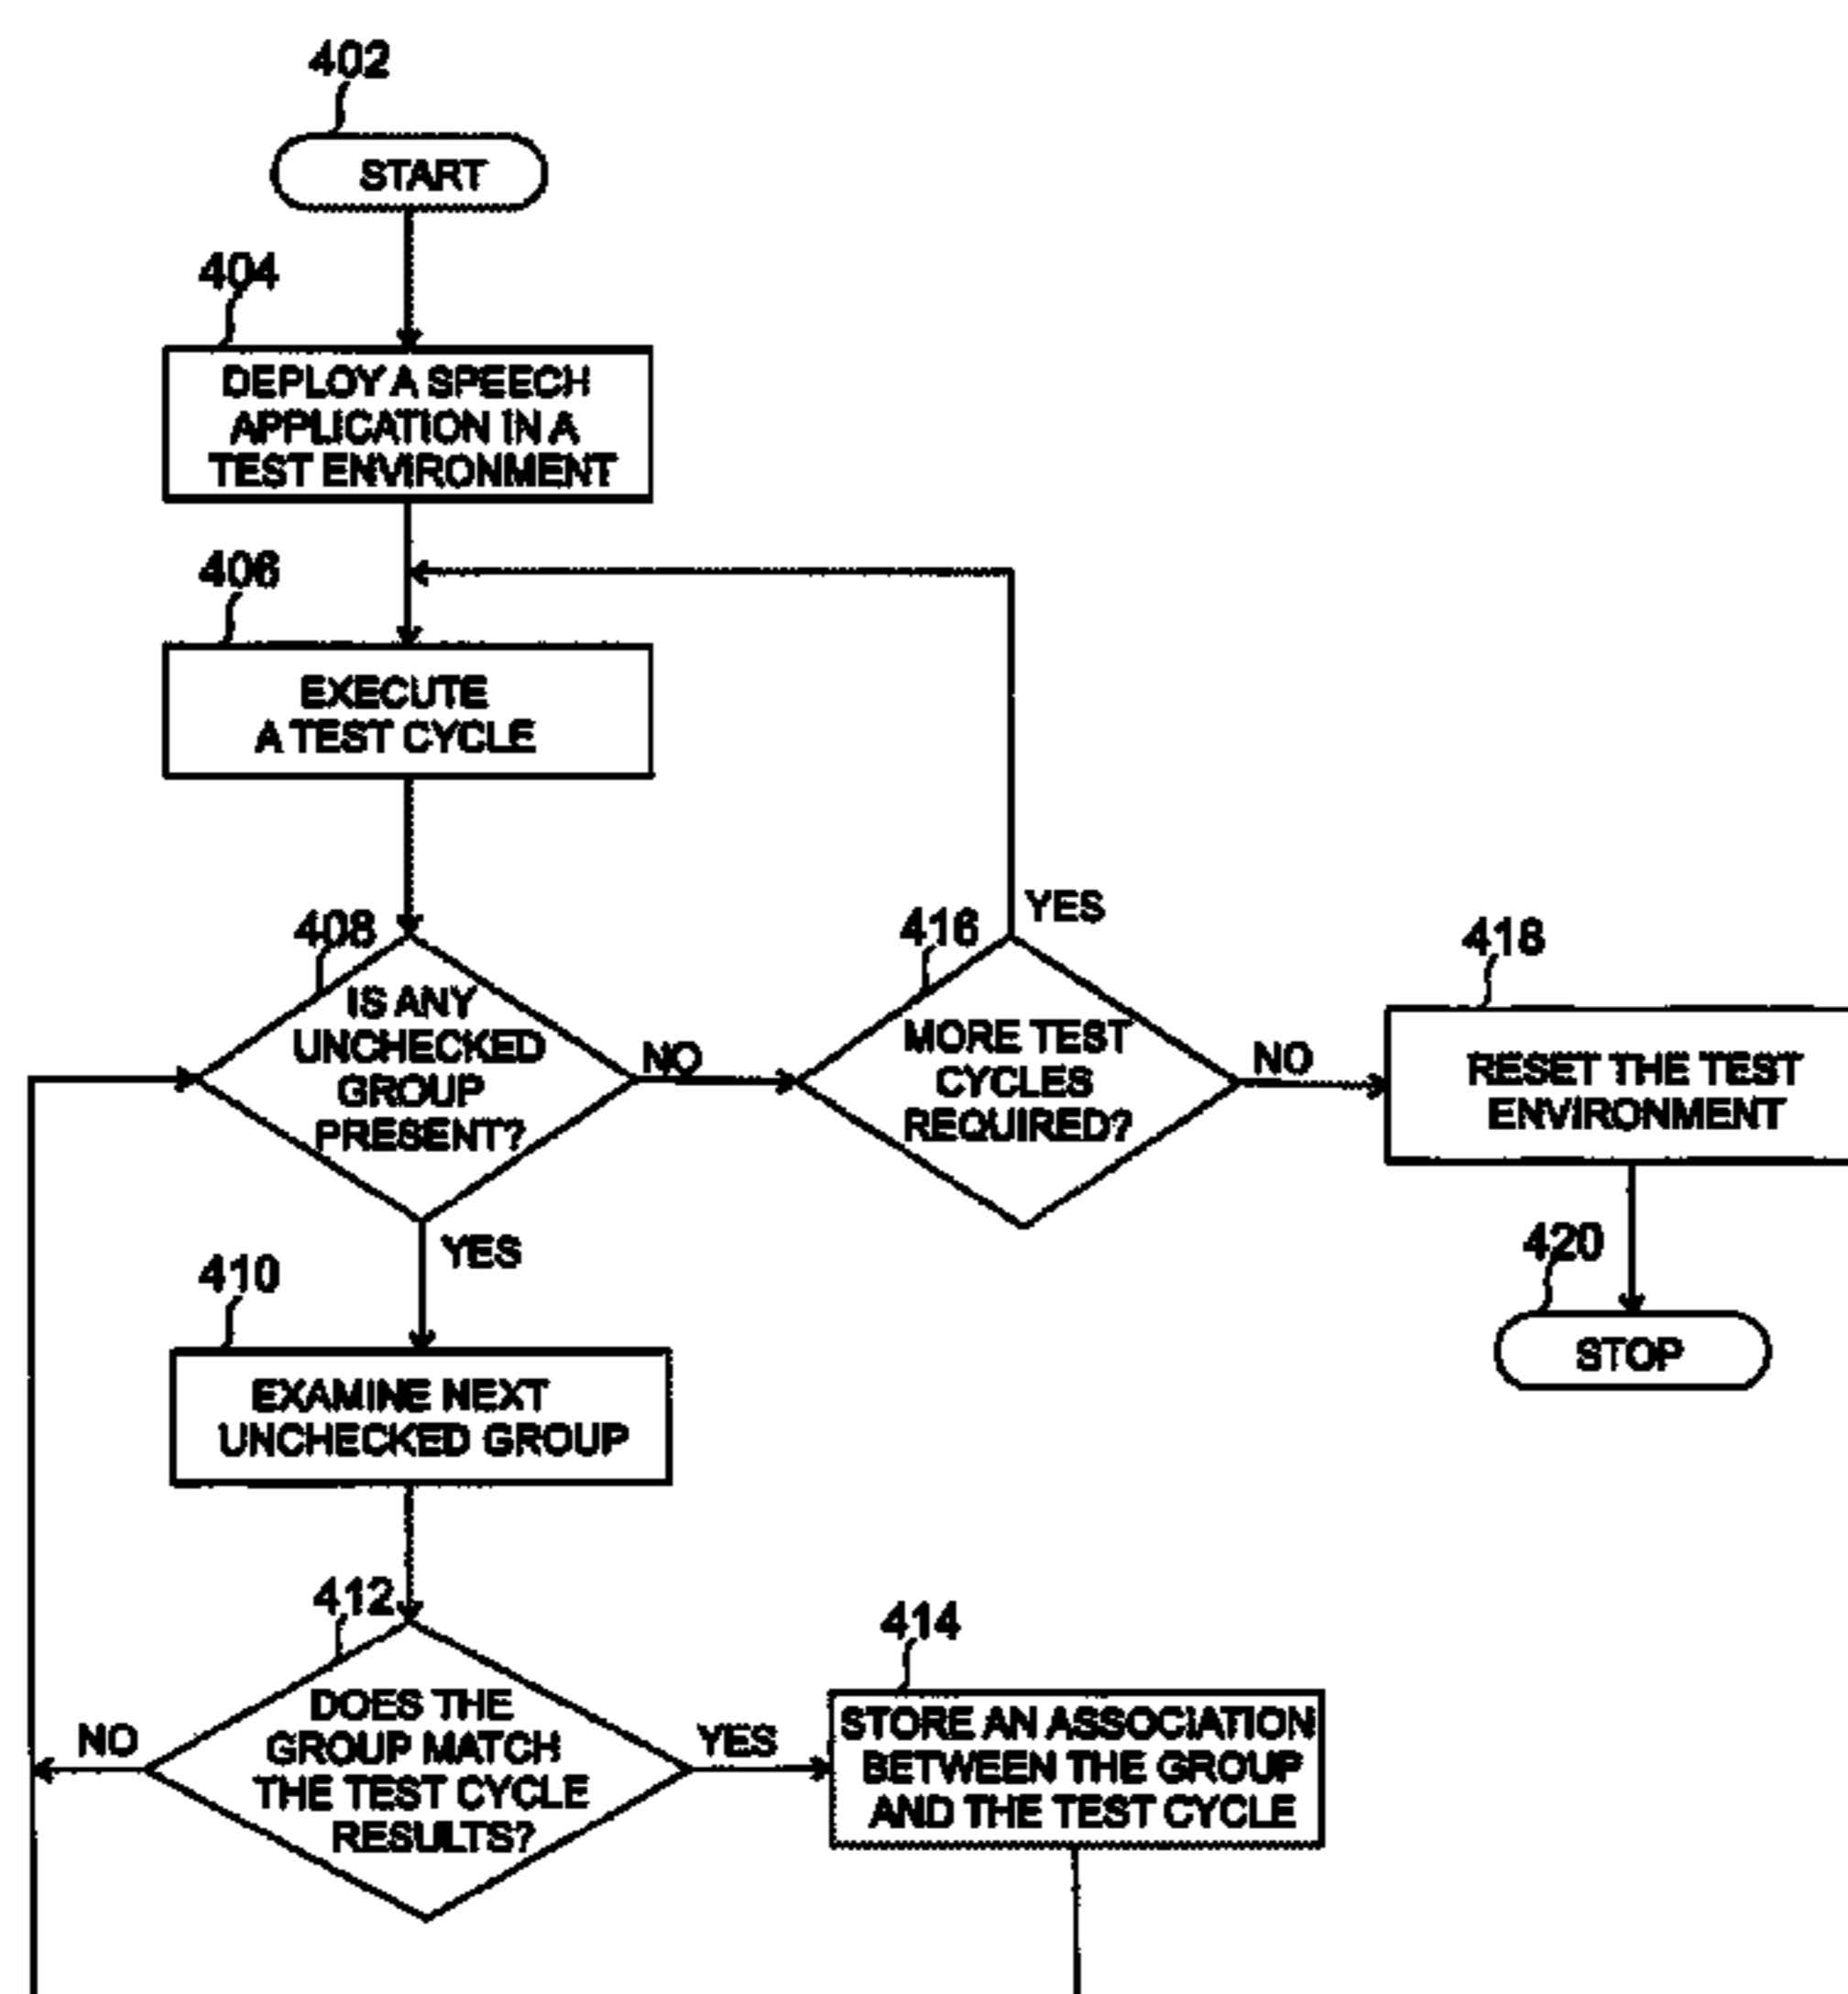 402
START
404
DEPLOY A SPEECH
APPLICATION IN A
TEST ENVIRONMENT
406
EXECUTE
A TEST CYCLE
408
IS ANY
UNCHECKED
GROUP
PRESENT?
NO
YES
416
YES
MORE TEST
CYCLES
REQUIRED?
NO
418
RESET THE TEST
ENVIRONMENT
420
STOP
410
EXAMINE NEXT
UNCHECKED GROUP
412
DOES THE
GROUP MATCH
THE TEST CYCLE
RESULTS?
NO
YES
414
STORE AN ASSOCIATION
BETWEEN THE GROUP
AND THE TEST CYCLE